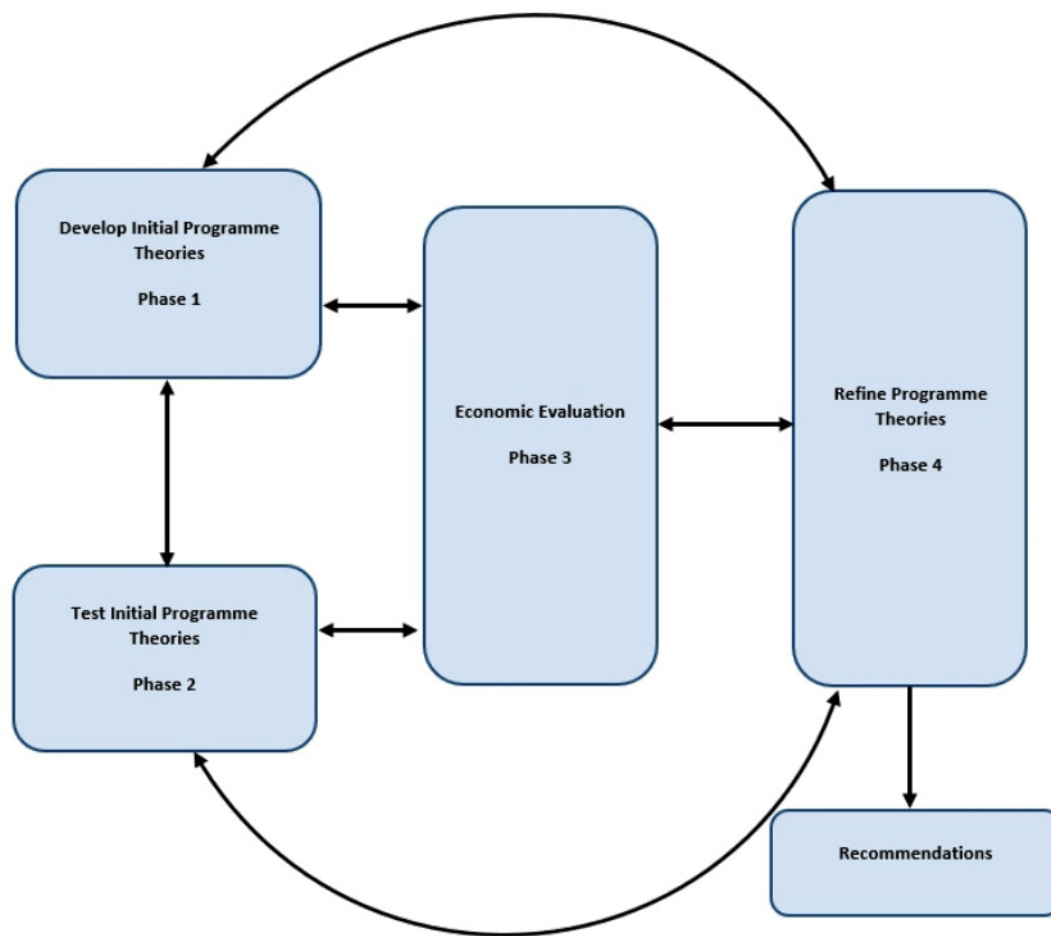 Develop Initial Programme
Theories
Phase 1
Economic Evaluation
Phase 3
Refine Programme
Theories
Phase 4
Test Initial Programme
Theories
Phase 2
Recommendations